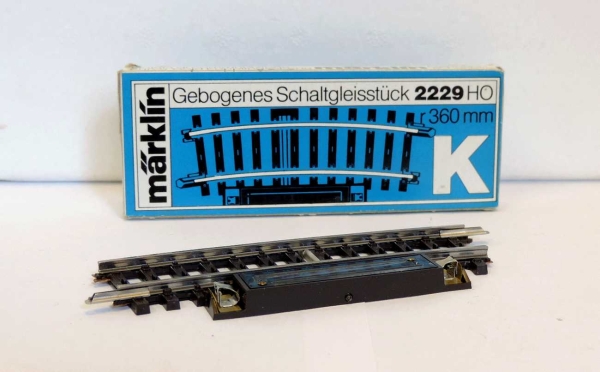 märklin
Gebogenes Schaltgleisstück 2229 HO
r 360 mm
K